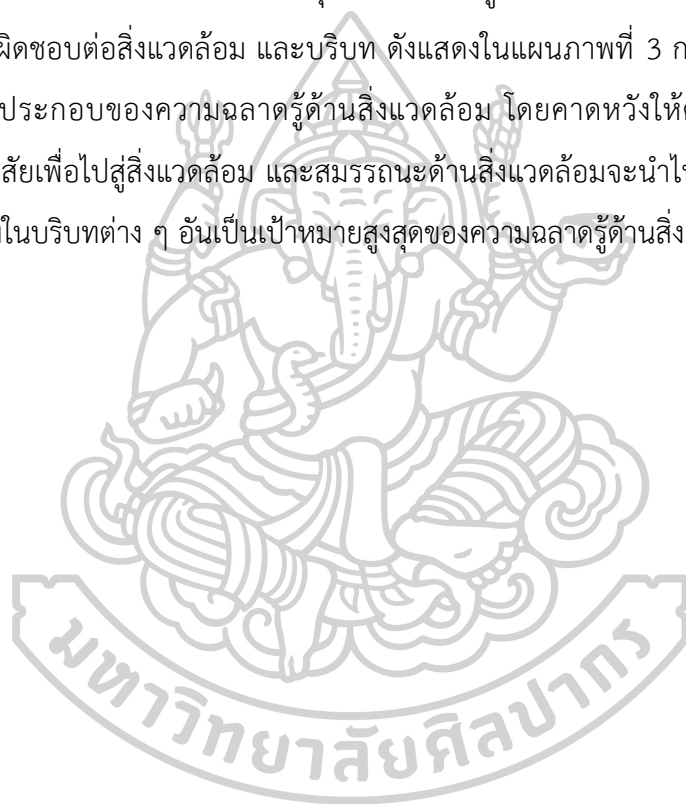 ผิดชอบต่อสิ่งแวดล้อม และบริบท ดังแสดงในแผนภาพที่ 3 ก
ประกอบของความฉลาดรู้ด้านสิ่งแวดล้อม โดยคาดหวังให้
สัยเพื่อไปสู่สิ่งแวดล้อม และสมรรถนะด้านสิ่งแวดล้อมจะนำไ
ในบริบทต่าง ๆ อันเป็นเป้าหมายสูงสุดของความฉลาดรู้ด้านสิ่ง
มหาวิทยาลัยศิลปากร